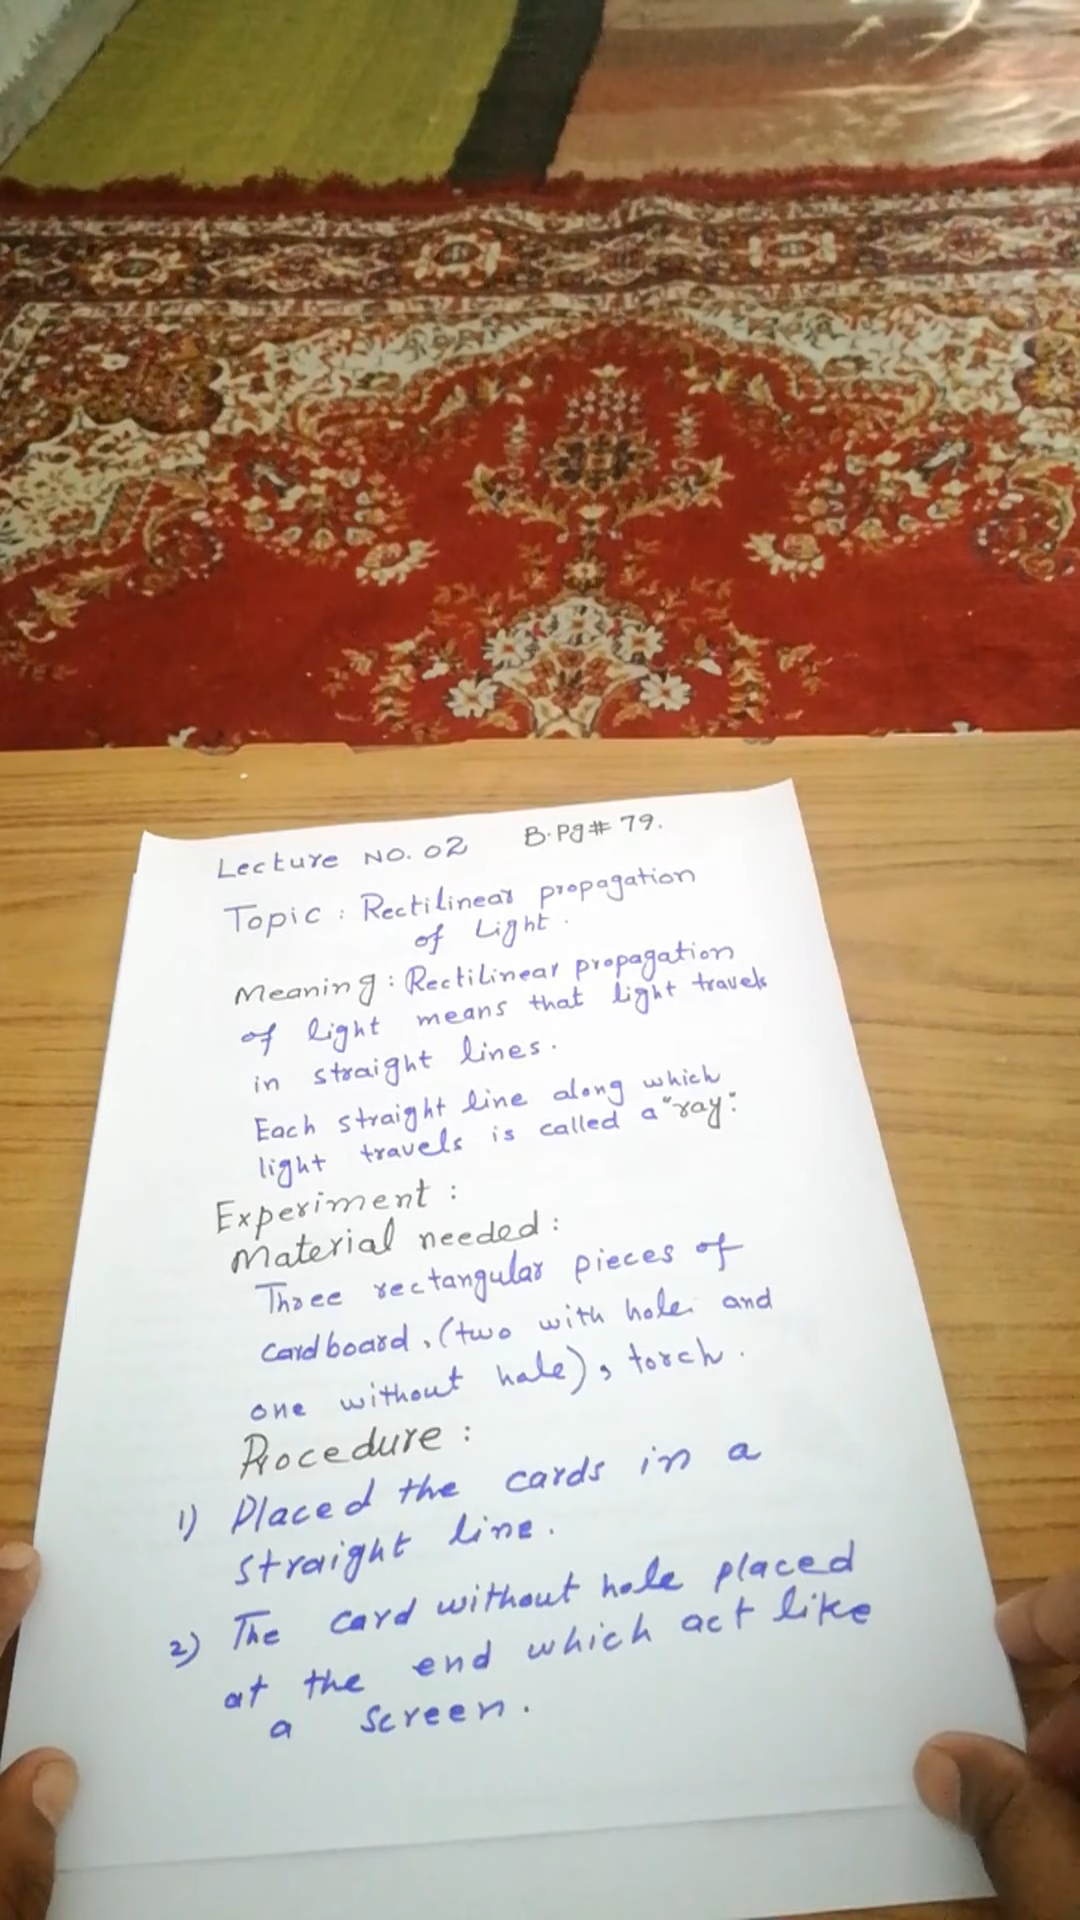 Lecture NO. 02 B.Pg# 79.
Topic : Rectilinear propagation
of Light.
Meaning : Rectilinear propagation
of light means that light travels
in straight lines.
Each straight line along which
light travels is called a "ray".
Experiment :
Material needed :
Three rectangular pieces of
cardboard, (two with hole and
one without hole), torch.
Procedure :
1) Placed the cards in a
straight line.
2) The card without hole placed
at the end which act like
a screen.